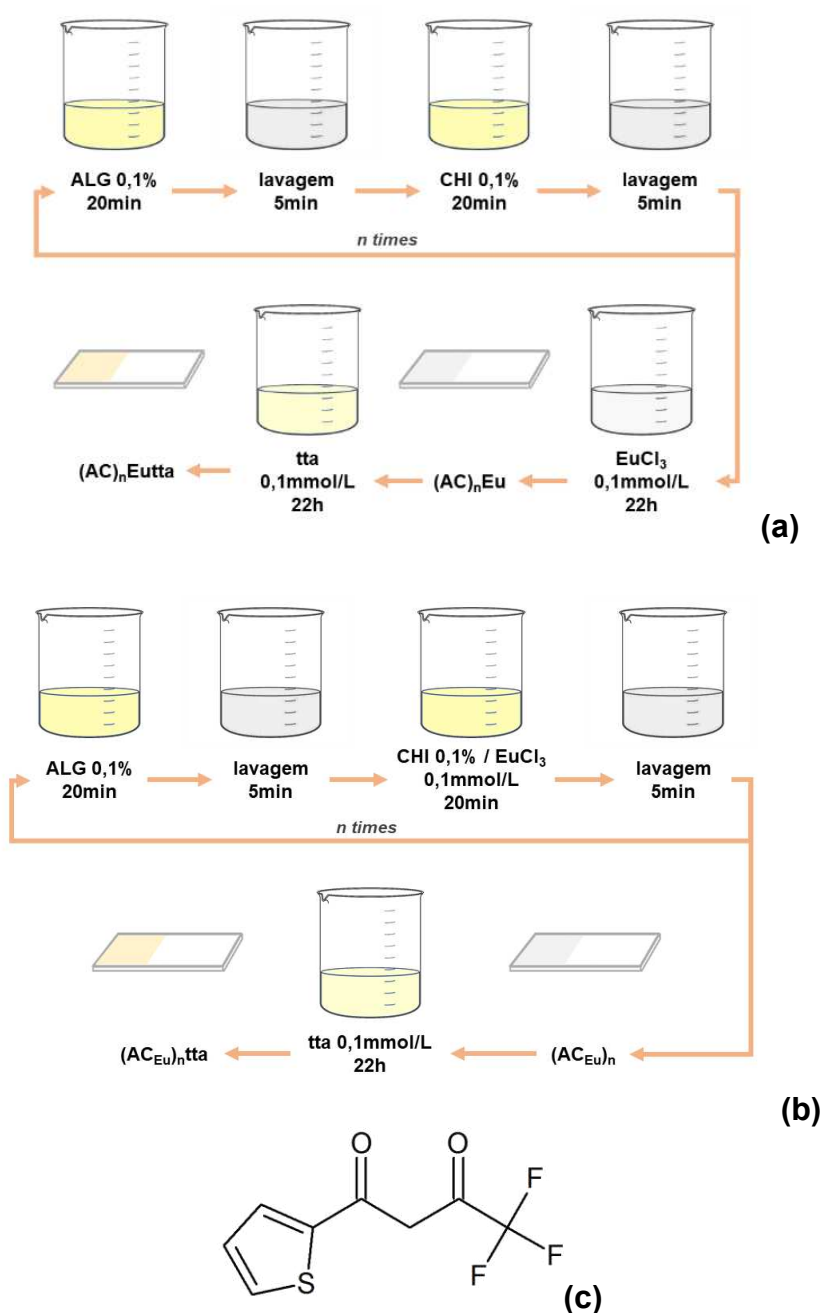 ALG 0,1%
20min
lavagem
5min
CHI 0,1%
20min
lavagem
5min
n times
(AC)nEutta
tta
0,1mmol/L
22h
(AC)nEu
EuCl3
0,1mmol/L
22h
(a)
ALG 0,1%
20min
lavagem
5min
CHI 0,1% / EuCl3
0,1mmol/L
20min
lavagem
5min
n times
(ACEu)ntta
tta 0,1mmol/L
22h
(ACEu)n
(b)
O
O
F
F
F
S
(c)